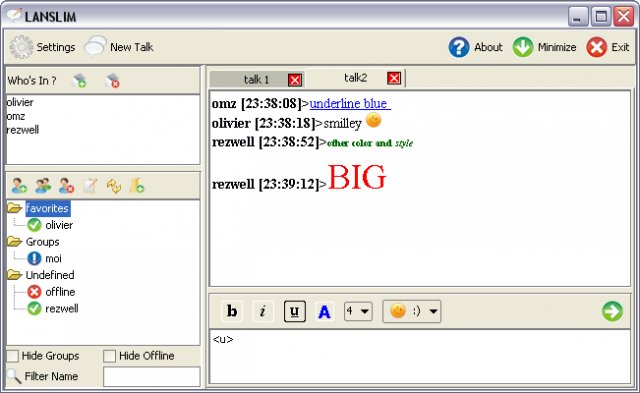 LANSLIM
Settings New Talk About Minimize Exit
Who's In ?
olivier
omz
rezwell
favorites
olivier
Groups
moi
Undefined
offline
rezwell
Hide Groups Hide Offline
Filter Name
talk 1 talk2
omz [23:38:08]>underline blue
olivier [23:38:18]>smilley
rezwell [23:38:52]>other color and style
rezwell [23:39:12]>BIG
b i u A 4 :)
<u>